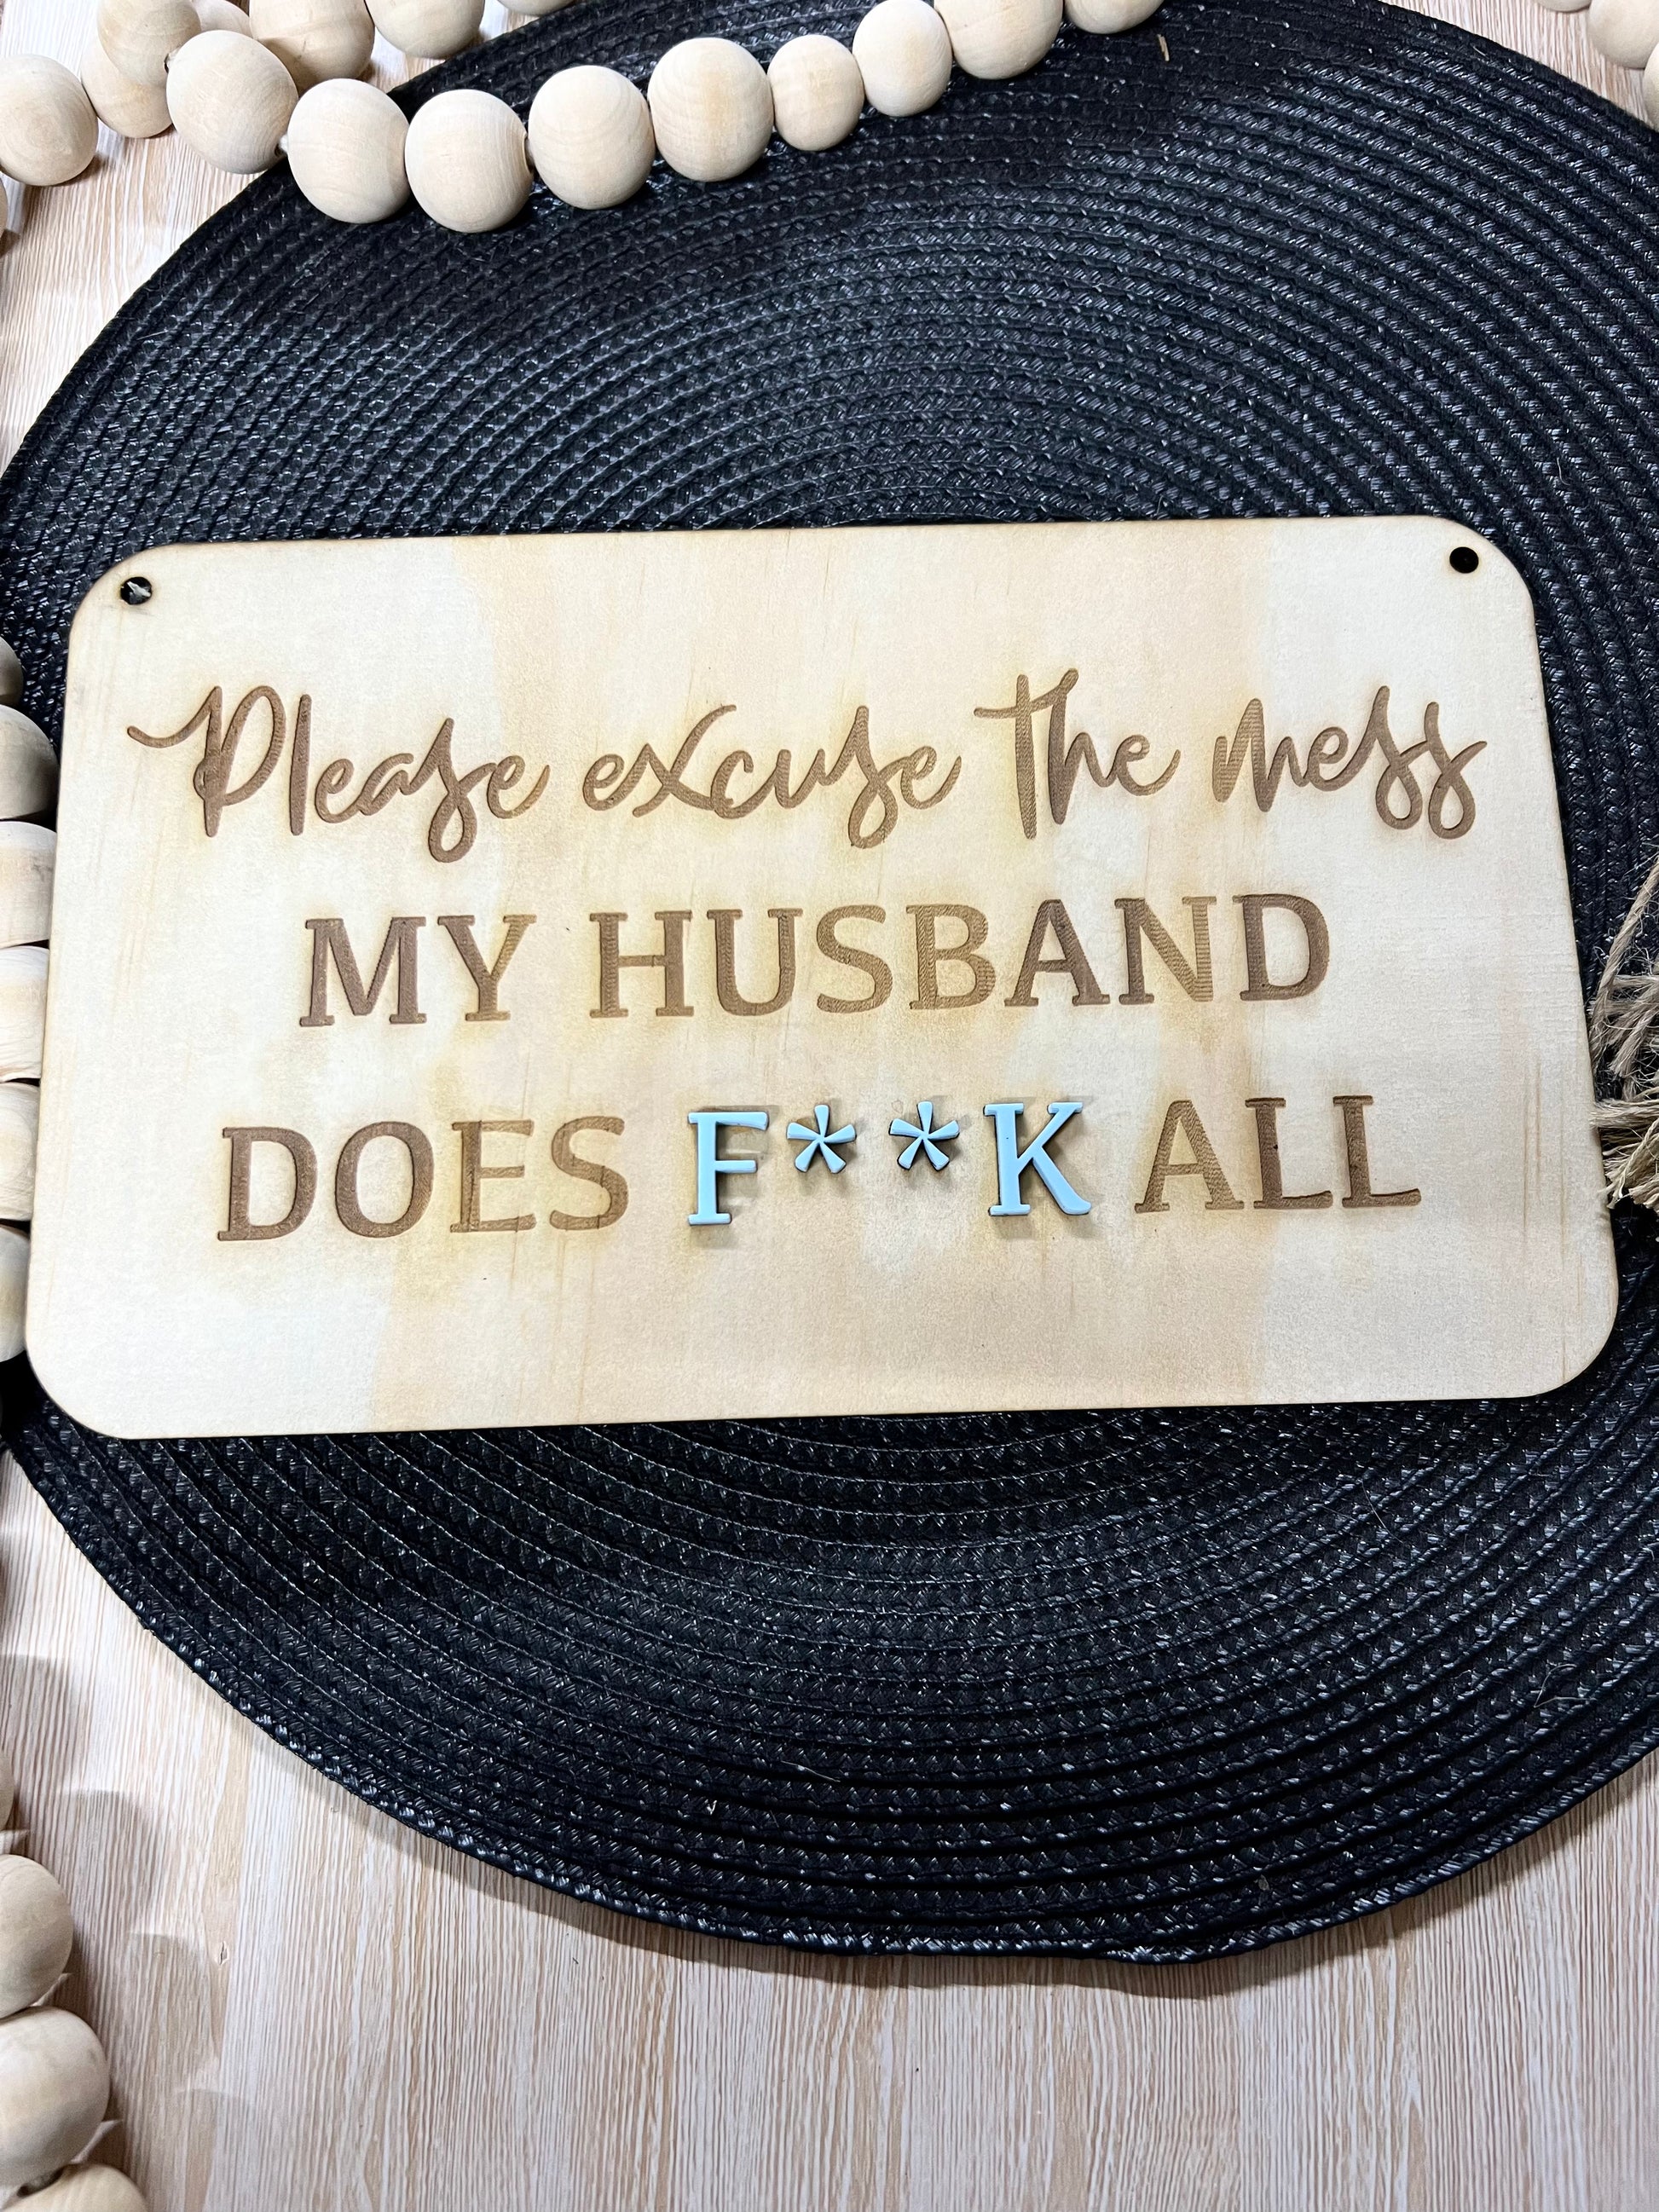 Please excuse the mess
MY HUSBAND
DOES F**K ALL